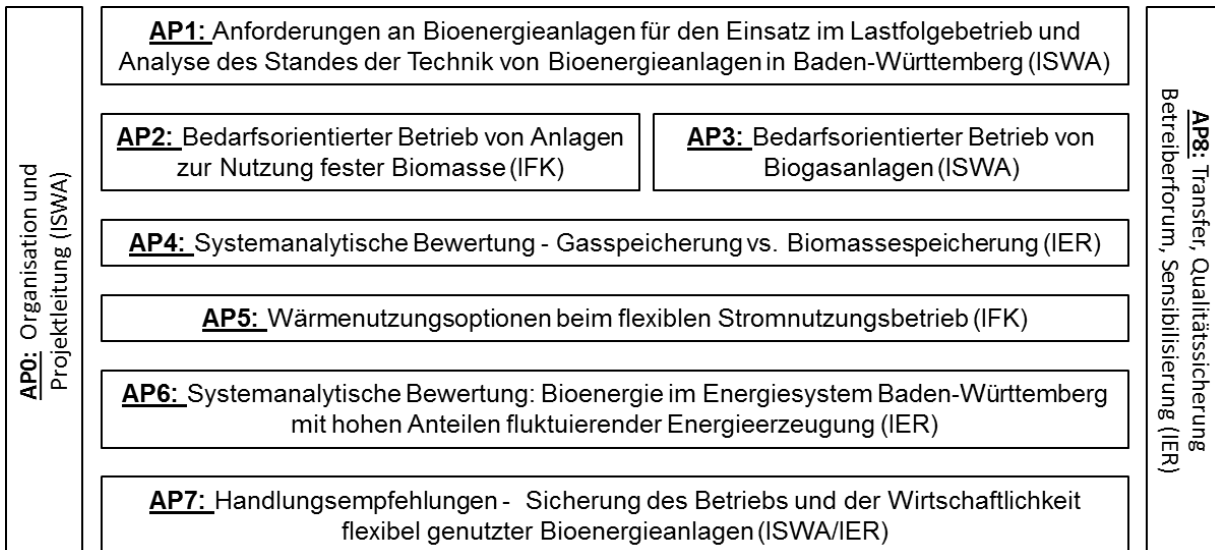 AP0: Organisation und
Projektleitung (ISWA)
AP1: Anforderungen an Bioenergieanlagen für den Einsatz im Lastfolgebetrieb und
Analyse des Standes der Technik von Bioenergieanlagen in Baden-Württemberg (ISWA)
AP2: Bedarfsorientierter Betrieb von Anlagen
zur Nutzung fester Biomasse (IFK)
AP3: Bedarfsorientierter Betrieb von
Biogasanlagen (ISWA)
AP4: Systemanalytische Bewertung - Gasspeicherung vs. Biomassespeicherung (IER)
AP5: Wärmenutzungsoptionen beim flexiblen Stromnutzungsbetrieb (IFK)
AP6: Systemanalytische Bewertung: Bioenergie im Energiesystem Baden-Württemberg
mit hohen Anteilen fluktuierender Energieerzeugung (IER)
AP7: Handlungsempfehlungen - Sicherung des Betriebs und der Wirtschaftlichkeit
flexibel genutzter Bioenergieanlagen (ISWA/IER)
AP8: Transfer, Qualitätssicherung
Betreiberforum, Sensibilisierung (IER)